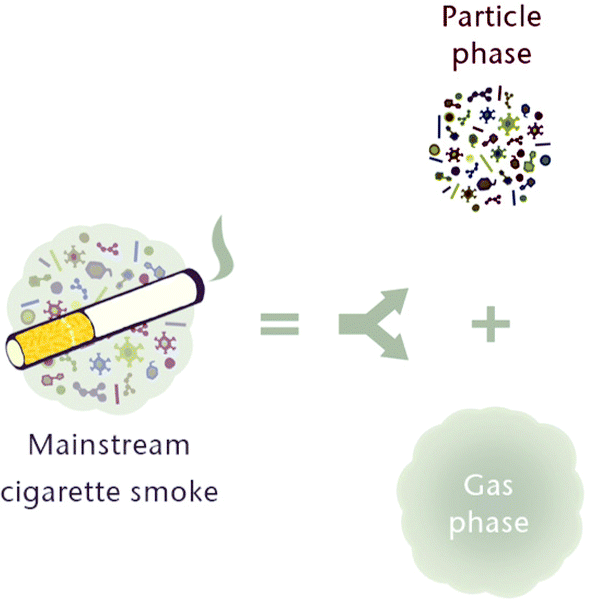 Particle
phase
Mainstream
cigarette smoke
=
+
Gas
phase